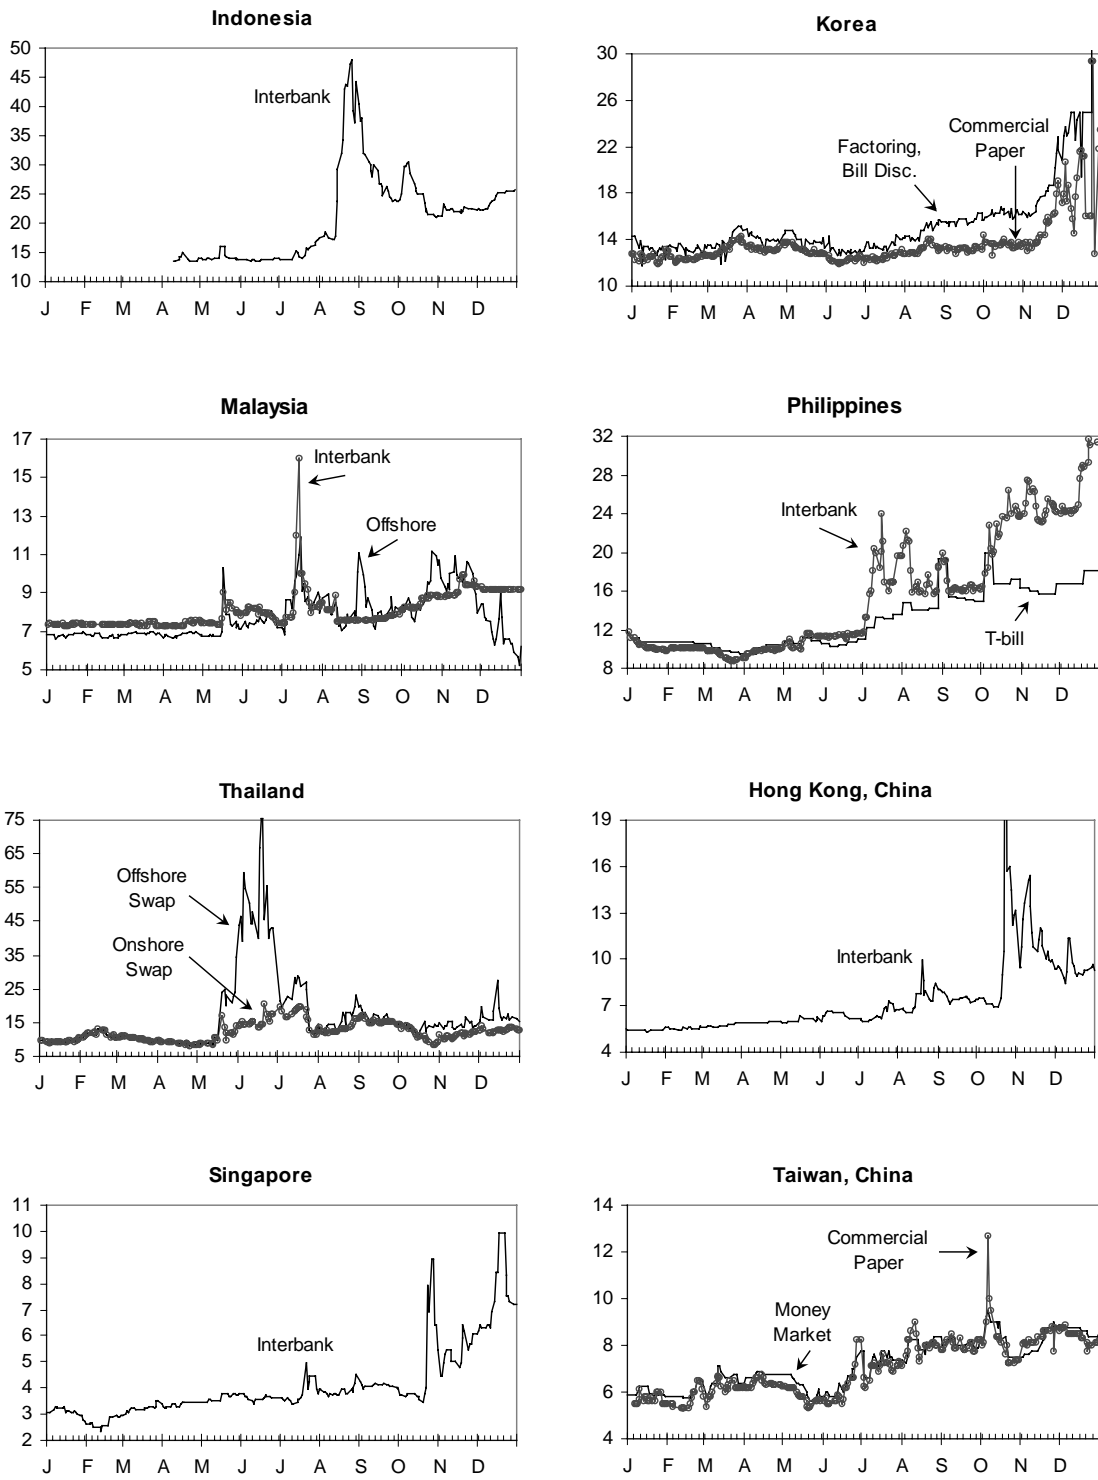 Indonesia
50
45
40
35
30
25
20
15
10
Interbank
J F M A M J J A S O N D
Korea
30
26
22
18
14
10
Factoring,
Bill Disc.
Commercial
Paper
J F M A M J J A S O N D
Malaysia
17
15
13
11
9
7
5
Interbank
Offshore
J F M A M J J A S O N D
Philippines
32
28
24
20
16
12
8
Interbank
T-bill
J F M A M J J A S O N D
Thailand
75
65
55
45
35
25
15
5
Offshore
Swap
Onshore
Swap
J F M A M J J A S O N D
Hong Kong, China
19
16
13
10
7
4
Interbank
J F M A M J J A S O N D
Singapore
11
10
9
8
7
6
5
4
3
2
Interbank
J F M A M J J A S O N D
Taiwan, China
14
12
10
8
6
4
Commercial
Paper
Money
Market
J F M A M J J A S O N D